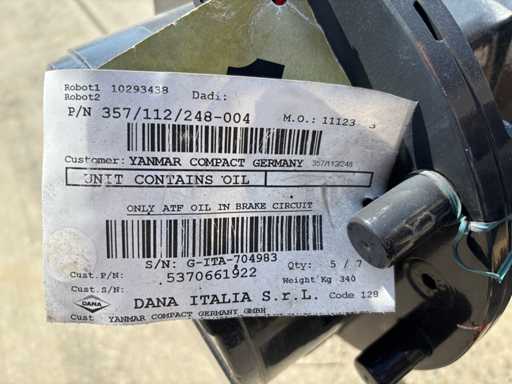 Robot1 10293438
Robot2 Dadi:
P/N 357/112/248-004 M.O.: 11123
Customer: YANMAR COMPACT GERMANY 357/112/248
UNIT CONTAINS OIL
ONLY ATF OIL IN BRAKE CIRCUIT
S/N: G-ITA-704983
Cust.P/N: 5370661922 Qty: 5 / 7
Cust.S/N: Weight Kg 340
DANA DANA ITALIA S.r.L. Code 128
Cust YANMAR COMPACT GERMANY GMBH